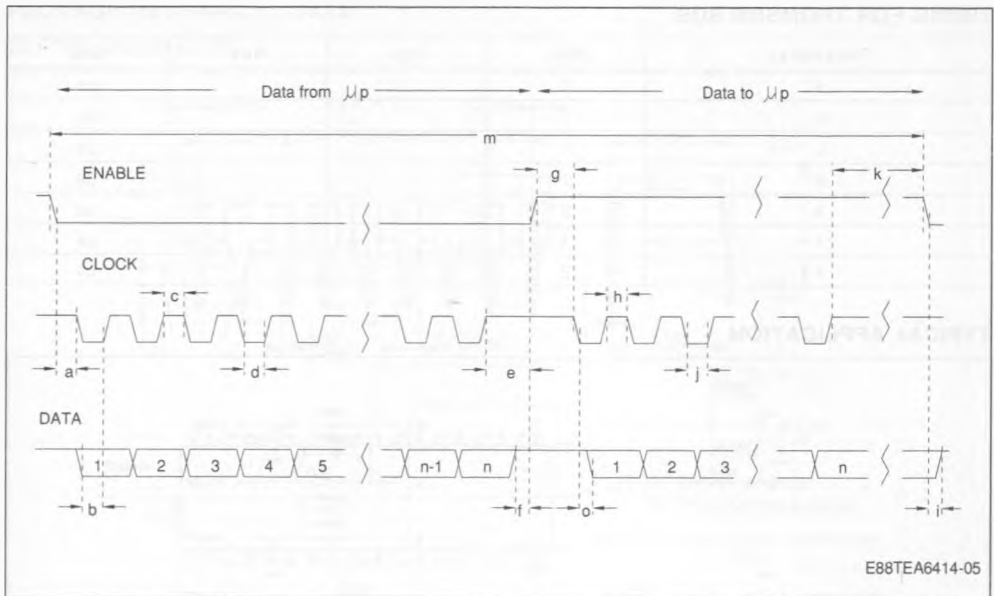 Data from μp
Data to μp
m
ENABLE
g
k
CLOCK
c
h
a
d
e
j
DATA
1 2 3 4 5 n-1 n
1 2 3 n
b
f
o
i
E88TEA6414-05
TYPICAL APPLICATION